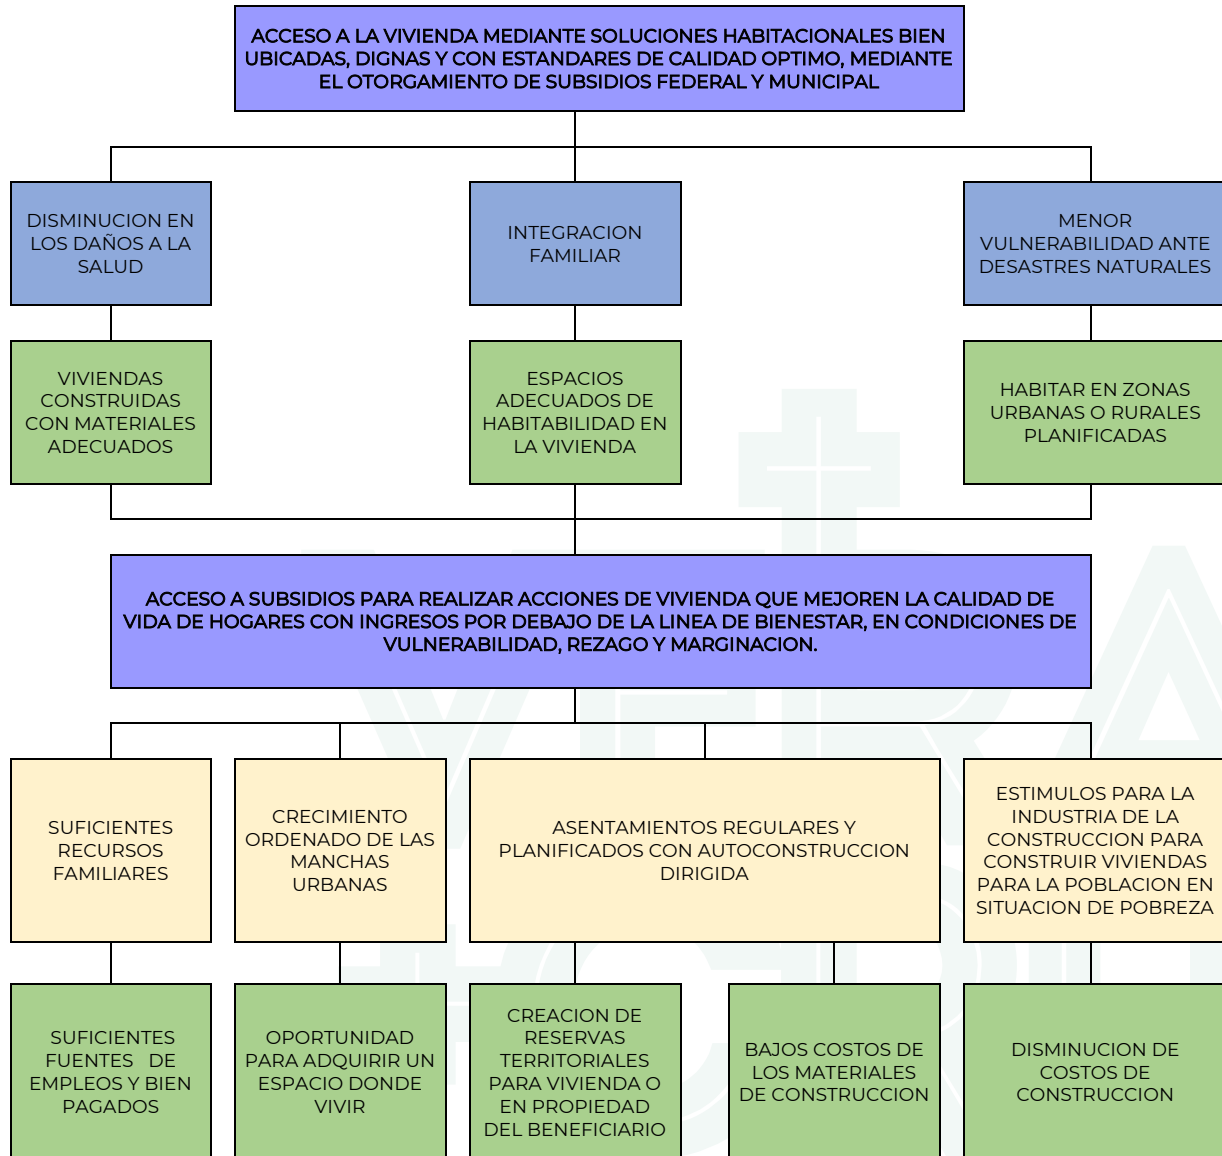 ACCESO A LA VIVIENDA MEDIANTE SOLUCIONES HABITACIONALES BIEN
UBICADAS, DIGNAS Y CON ESTANDARES DE CALIDAD OPTIMO, MEDIANTE
EL OTORGAMIENTO DE SUBSIDIOS FEDERAL Y MUNICIPAL
DISMINUCION EN
LOS DAÑOS A LA
SALUD
INTEGRACION
FAMILIAR
MENOR
VULNERABILIDAD ANTE
DESASTRES NATURALES
VIVIENDAS
CONSTRUIDAS
CON MATERIALES
ADECUADOS
ESPACIOS
ADECUADOS DE
HABITABILIDAD EN
LA VIVIENDA
HABITAR EN ZONAS
URBANAS O RURALES
PLANIFICADAS
ACCESO A SUBSIDIOS PARA REALIZAR ACCIONES DE VIVIENDA QUE MEJOREN LA CALIDAD DE
VIDA DE HOGARES CON INGRESOS POR DEBAJO DE LA LINEA DE BIENESTAR, EN CONDICIONES DE
VULNERABILIDAD, REZAGO Y MARGINACION.
SUFICIENTES
RECURSOS
FAMILIARES
CRECIMIENTO
ORDENADO DE LAS
MANCHAS
URBANAS
ASENTAMIENTOS REGULARES Y
PLANIFICADOS CON AUTOCONSTRUCCION
DIRIGIDA
ESTIMULOS PARA LA
INDUSTRIA DE LA
CONSTRUCCION PARA
CONSTRUIR VIVIENDAS
PARA LA POBLACION EN
SITUACION DE POBREZA
SUFICIENTES
FUENTES DE
EMPLEOS Y BIEN
PAGADOS
OPORTUNIDAD
PARA ADQUIRIR UN
ESPACIO DONDE
VIVIR
CREACION DE
RESERVAS
TERRITORIALES
PARA VIVIENDA O
EN PROPIEDAD
DEL BENEFICIARIO
BAJOS COSTOS DE
LOS MATERIALES
DE CONSTRUCCION
DISMINUCION DE
COSTOS DE
CONSTRUCCION